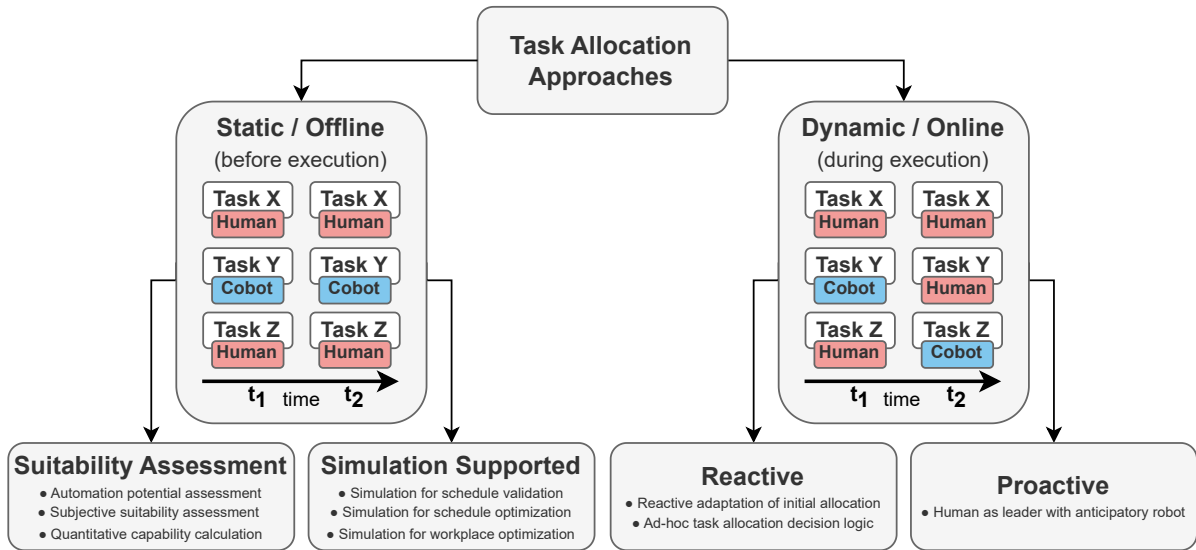 Task Allocation
Approaches
Static / Offline
(before execution)
Task X
Human
Task X
Human
Task Y
Cobot
Task Y
Cobot
Task Z
Human
Task Z
Human
t1 time t2
Dynamic / Online
(during execution)
Task X
Human
Task X
Human
Task Y
Cobot
Task Y
Human
Task Z
Human
Task Z
Cobot
t1 time t2
Suitability Assessment
● Automation potential assessment
● Subjective suitability assessment
● Quantitative capability calculation
Simulation Supported
● Simulation for schedule validation
● Simulation for schedule optimization
● Simulation for workplace optimization
Reactive
● Reactive adaptation of initial allocation
● Ad-hoc task allocation decision logic
Proactive
● Human as leader with anticipatory robot